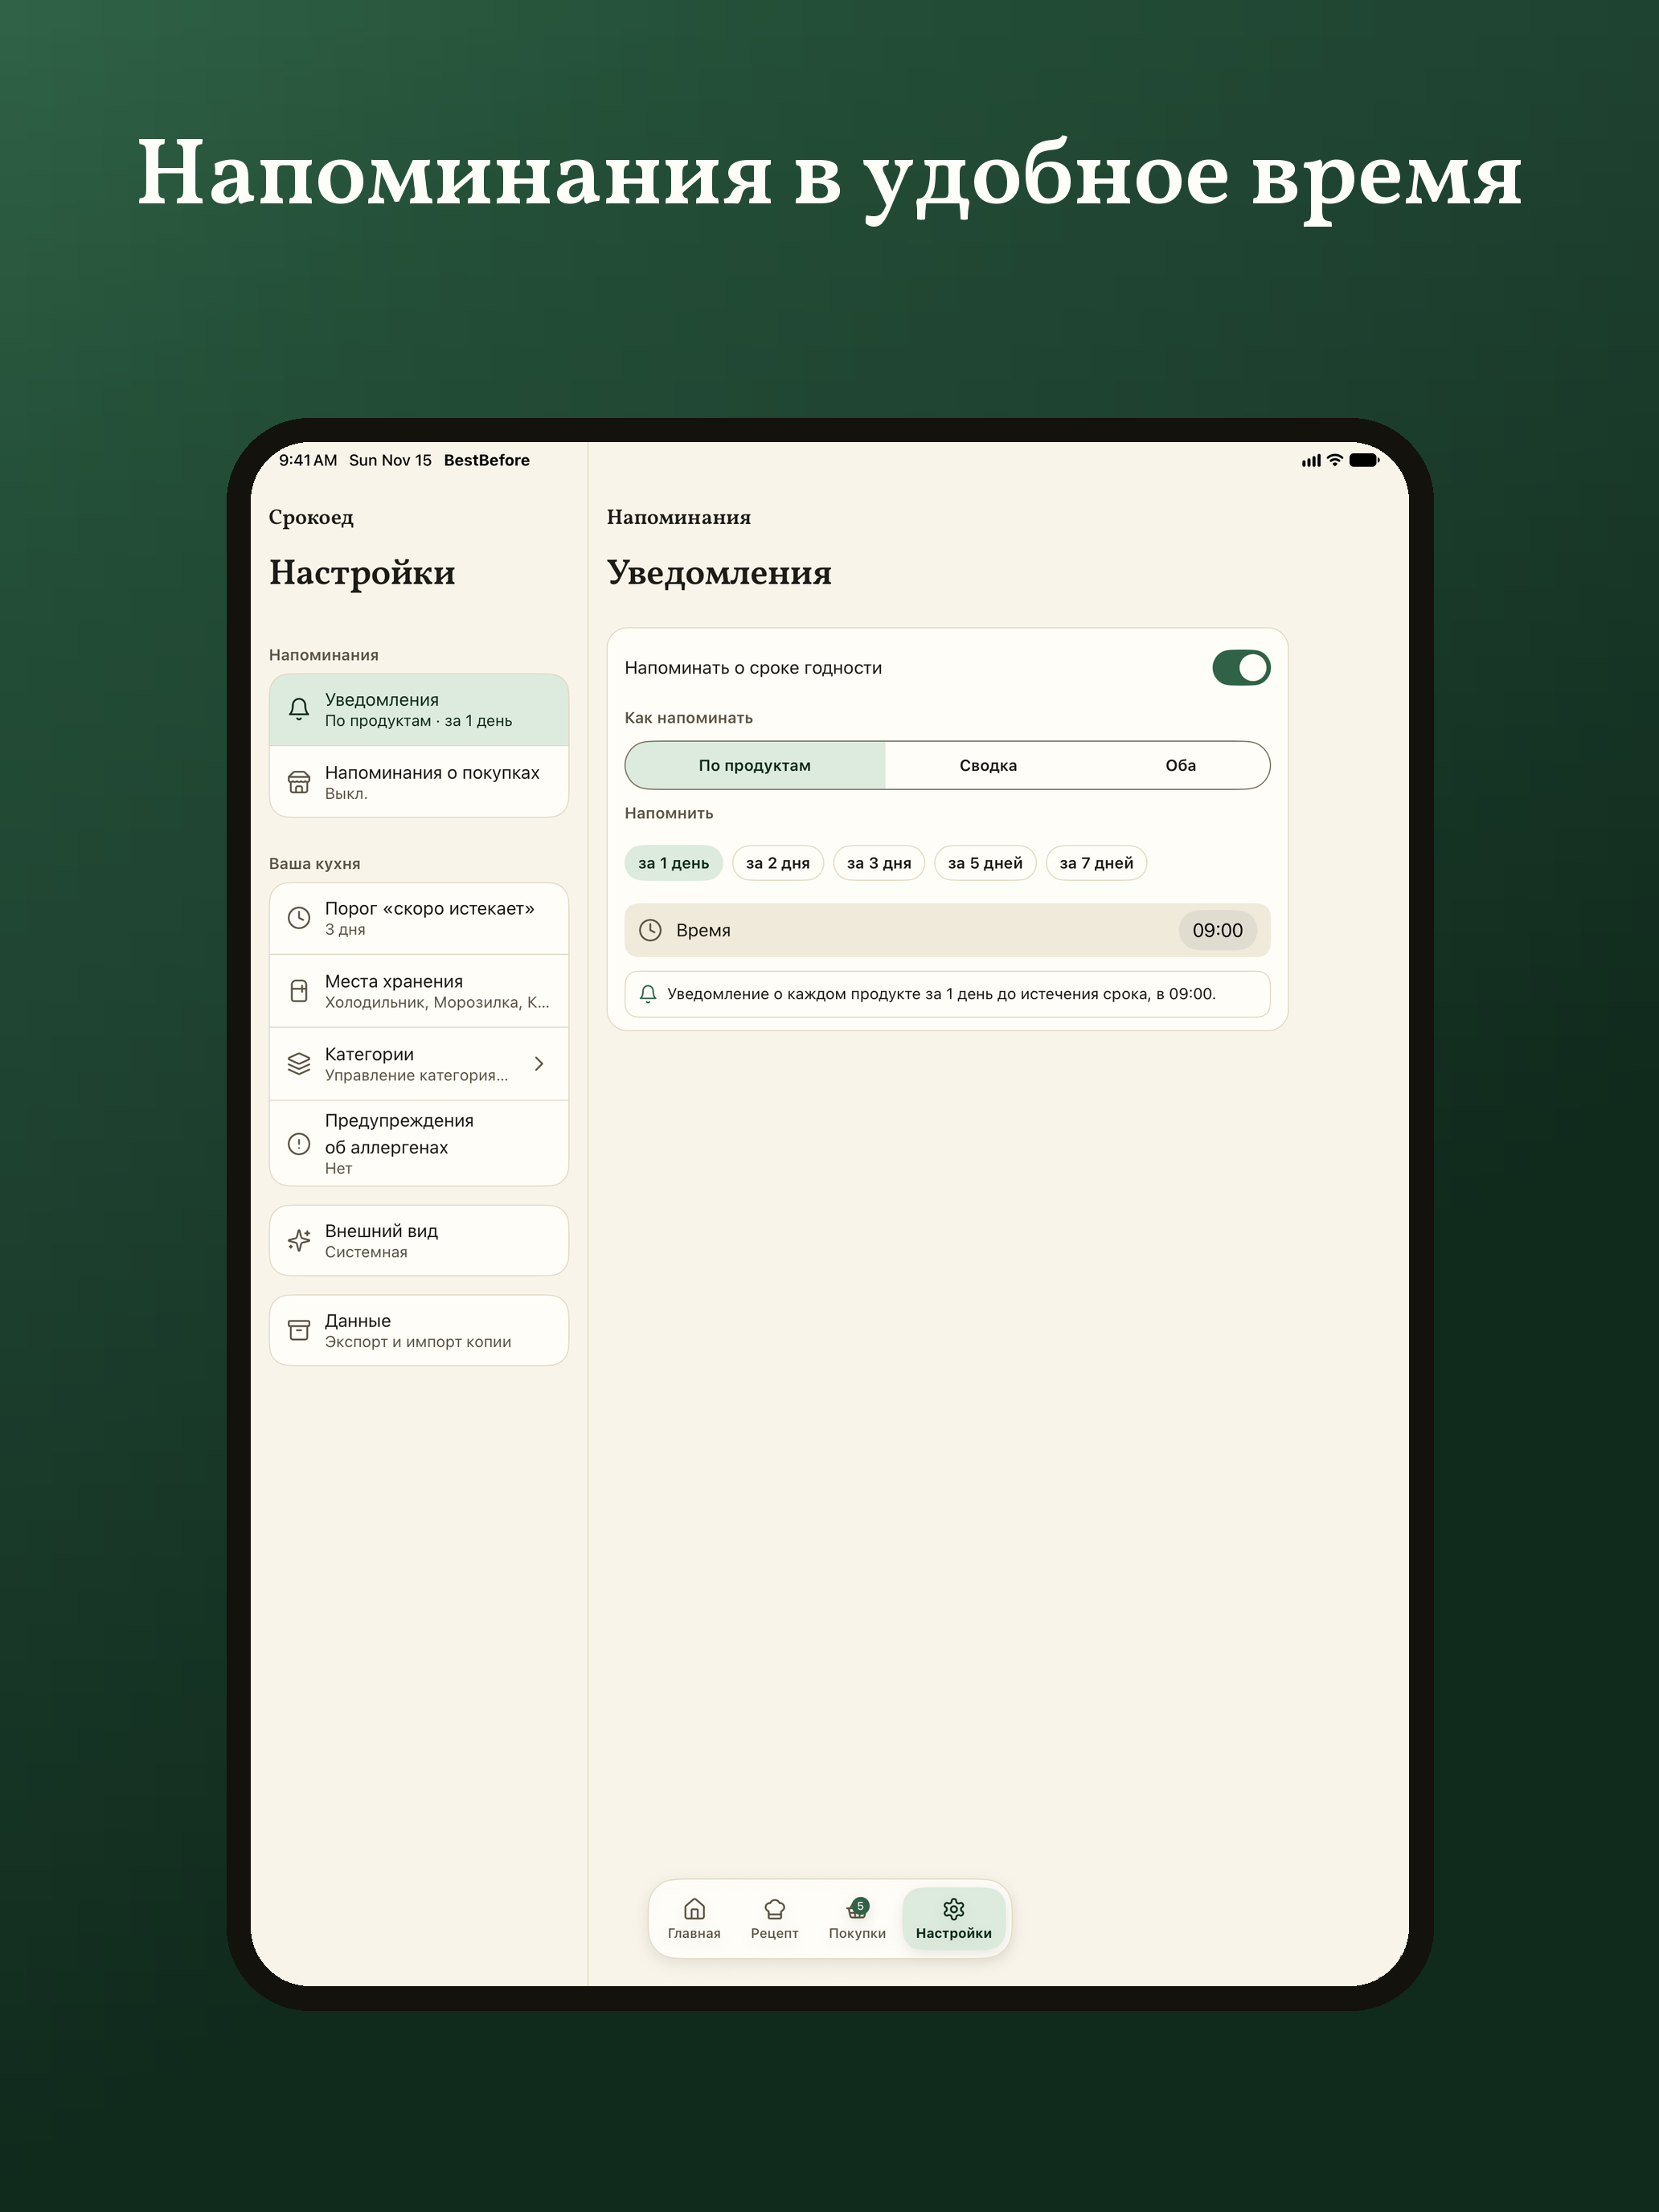 Напоминания в удобное время
9:41 AM Sun Nov 15 BestBefore
Срокоед
Настройки
Напоминания
Уведомления
По продуктам · за 1 день
Напоминания о покупках
Выкл.
Ваша кухня
Порог «скоро истекает»
3 дня
Места хранения
Холодильник, Морозилка, К...
Категории
Управление категория...
Предупреждения
об аллергенах
Нет
Внешний вид
Системная
Данные
Экспорт и импорт копии
Напоминания
Уведомления
Напоминать о сроке годности
Как напоминать
По продуктам Сводка Оба
Напомнить
за 1 день за 2 дня за 3 дня за 5 дней за 7 дней
Время 09:00
Уведомление о каждом продукте за 1 день до истечения срока, в 09:00.
5
Главная Рецепт Покупки Настройки